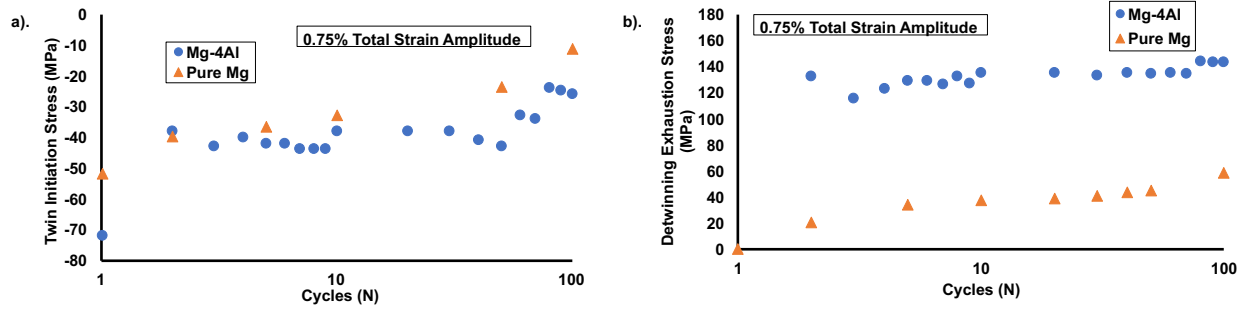 a).
0
-10
-20
-30
-40
-50
-60
-70
-80
Twin Initiation Stress (MPa)
0.75% Total Strain Amplitude
Mg-4Al
Pure Mg
1
10
100
Cycles (N)
b).
180
160
140
120
100
80
60
40
20
0
Detwinning Exhaustion Stress
(MPa)
0.75% Total Strain Amplitude
Mg-4Al
Pure Mg
1
10
100
Cycles (N)